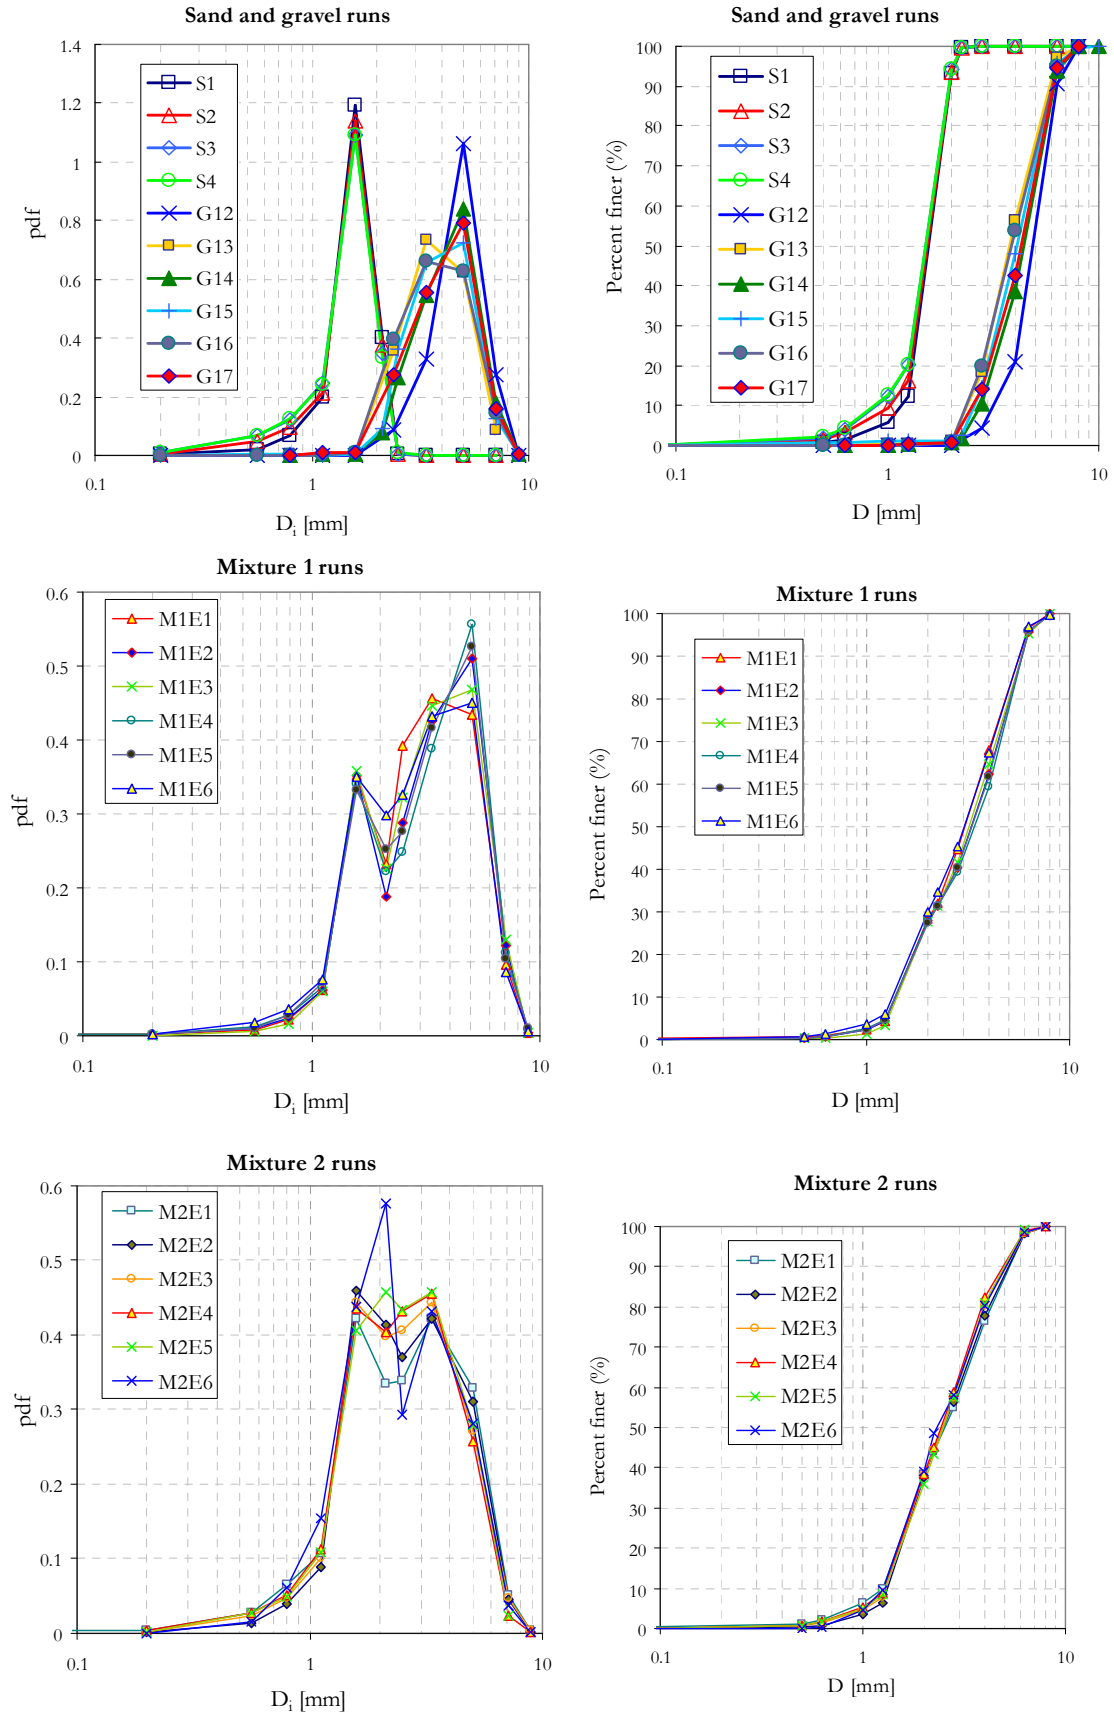 Sand and gravel runs
1.4
1.2
1
0.8
0.6
0.4
0.2
0
pdf
S1
S2
S3
S4
G12
G13
G14
G15
G16
G17
0.1
1
10
Di [mm]
Sand and gravel runs
100
90
80
70
60
50
40
30
20
10
0
Percent finer (%)
S1
S2
S3
S4
G12
G13
G14
G15
G16
G17
0.1
1
10
D [mm]
Mixture 1 runs
0.6
0.5
0.4
0.3
0.2
0.1
0
pdf
M1E1
M1E2
M1E3
M1E4
M1E5
M1E6
0.1
1
10
Di [mm]
Mixture 1 runs
100
90
80
70
60
50
40
30
20
10
0
Percent finer (%)
M1E1
M1E2
M1E3
M1E4
M1E5
M1E6
0.1
1
10
D [mm]
Mixture 2 runs
0.6
0.5
0.4
0.3
0.2
0.1
0
pdf
M2E1
M2E2
M2E3
M2E4
M2E5
M2E6
0.1
1
10
Di [mm]
Mixture 2 runs
100
90
80
70
60
50
40
30
20
10
0
Percent finer (%)
M2E1
M2E2
M2E3
M2E4
M2E5
M2E6
0.1
1
10
D [mm]